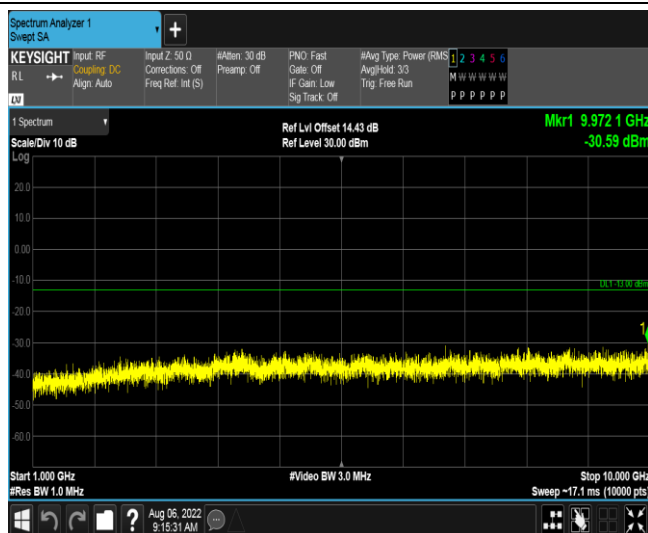 Spectrum Analyzer 1
Swept SA
KEYSIGHT Input: RF Input Z: 50 Ω #Atten: 30 dB PNO: Fast #Avg Type: Power (RMS 1 2 3 4 5 6
RL Coupling: DC Corrections: Off Preamp: Off Gate: Off Avg|Hold: 3/3 M W W W W W
Align: Auto Freq Ref: Int (S) IF Gain: Low Trig: Free Run
Sig Track: Off P P P P P P
LXI
1 Spectrum Ref Lvl Offset 14.43 dB Mkr1 9.972 1 GHz
Scale/Div 10 dB Ref Level 30.00 dBm -30.59 dBm
Log
20.0
10.0
0.00
-10.0 DL1 -13.00 dBm
-20.0
1
-30.0
-40.0
-50.0
-60.0
Start 1.000 GHz #Video BW 3.0 MHz Stop 10.000 GHz
#Res BW 1.0 MHz Sweep ~17.1 ms (10000 pts)
? Aug 06, 2022
9:15:31 AM